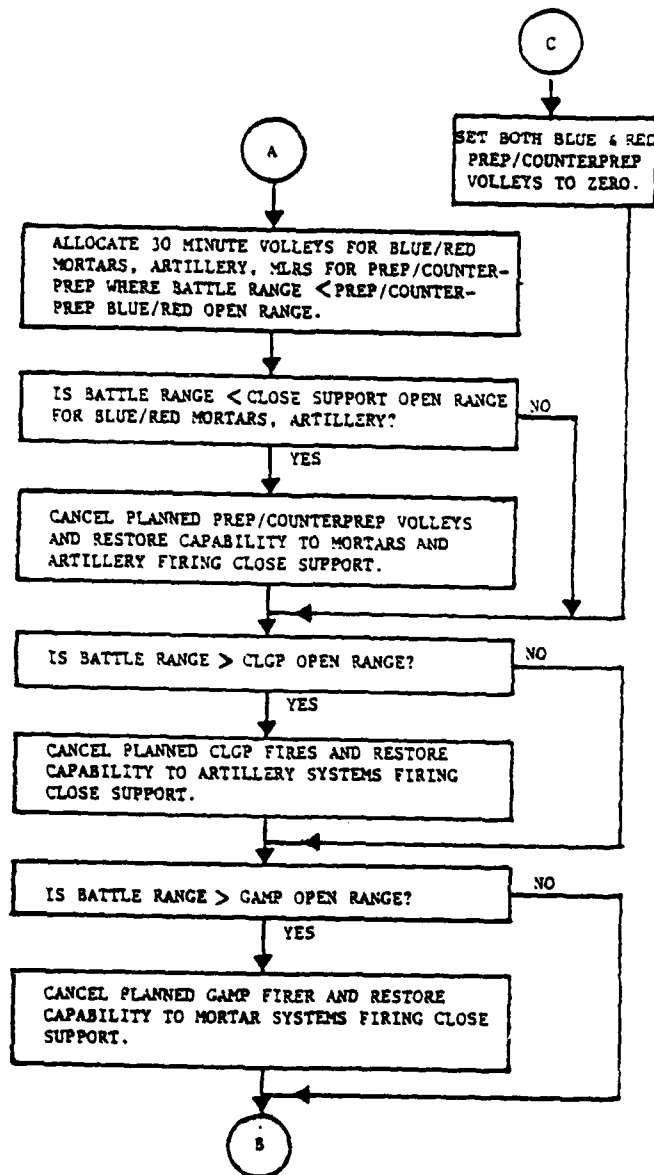 C
SET BOTH BLUE & RED
PREP/COUNTERPREP
VOLLEYS TO ZERO.
A
ALLOCATE 30 MINUTE VOLLEYS FOR BLUE/RED
MORTARS, ARTILLERY, MLRS FOR PREP/COUNTER-
PREP WHERE BATTLE RANGE < PREP/COUNTER-
PREP BLUE/RED OPEN RANGE.
IS BATTLE RANGE < CLOSE SUPPORT OPEN RANGE
FOR BLUE/RED MORTARS, ARTILLERY?
NO
YES
CANCEL PLANNED PREP/COUNTERPREP VOLLEYS
AND RESTORE CAPABILITY TO MORTARS AND
ARTILLERY FIRING CLOSE SUPPORT.
IS BATTLE RANGE > CLGP OPEN RANGE?
NO
YES
CANCEL PLANNED CLGP FIRES AND RESTORE
CAPABILITY TO ARTILLERY SYSTEMS FIRING
CLOSE SUPPORT.
IS BATTLE RANGE > GAMP OPEN RANGE?
NO
YES
CANCEL PLANNED GAMP FIRER AND RESTORE
CAPABILITY TO MORTAR SYSTEMS FIRING CLOSE
SUPPORT.
B